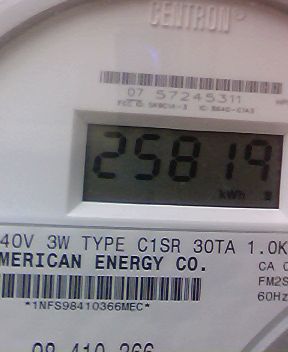 CENTRON
07 57245311
25819
kWh
40V 3W TYPE C1SR 30TA 1.0K
MERICAN ENERGY CO.
CA 0
FM2S
60Hz
*1NFS98410366MEC*
98 410 366